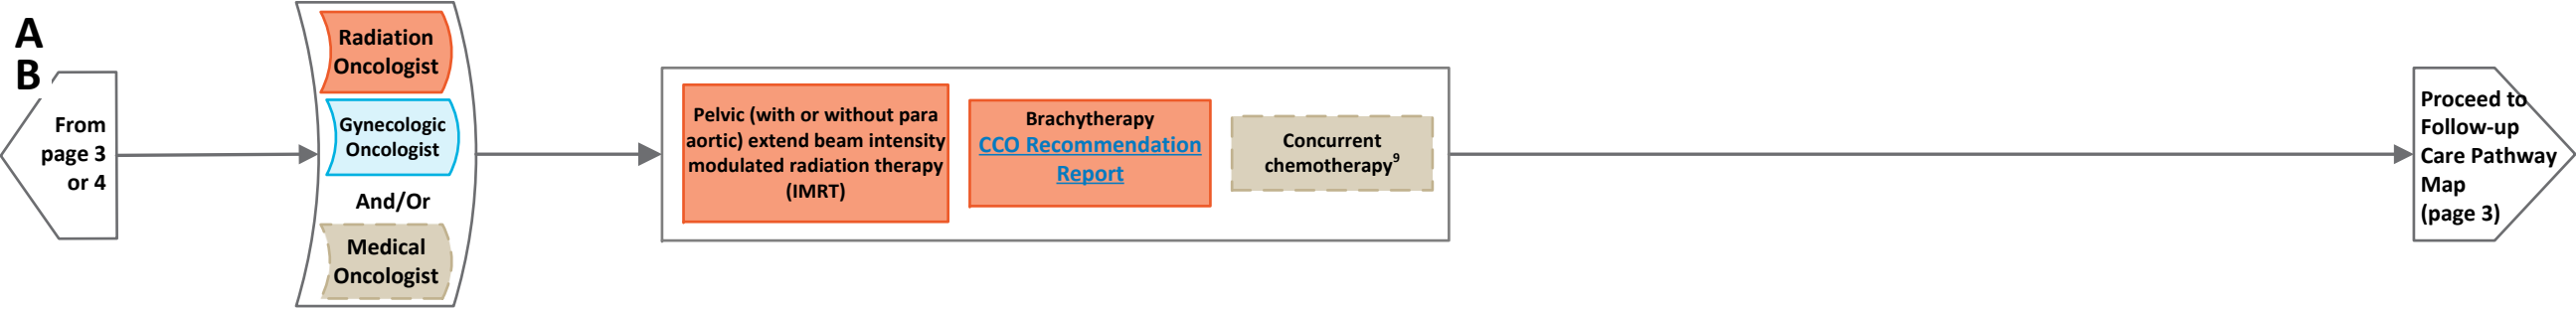 A
B
From
page 3
or 4
Radiation
Oncologist
Gynecologic
Oncologist
And/Or
Medical
Oncologist
Pelvic (with or without para
aortic) extend beam intensity
modulated radiation therapy
(IMRT)
Brachytherapy
CCO Recommendation
Report
Concurrent
chemotherapy⁹
Proceed to
Follow-up
Care Pathway
Map
(page 3)